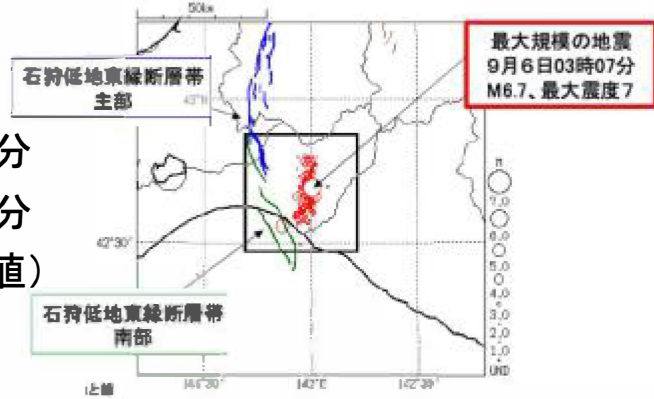 50km
最大規模の地震
9月6日03時07分
M6.7、最大震度7
石狩低地東縁断層帯
主部
43°N
分
分
値）
42°30'
石狩低地東縁断層帯
南部
M
7.0
6.0
5.0
4.0
3.0
2.0
1.0
UND
141°30'
142°E
142°30'